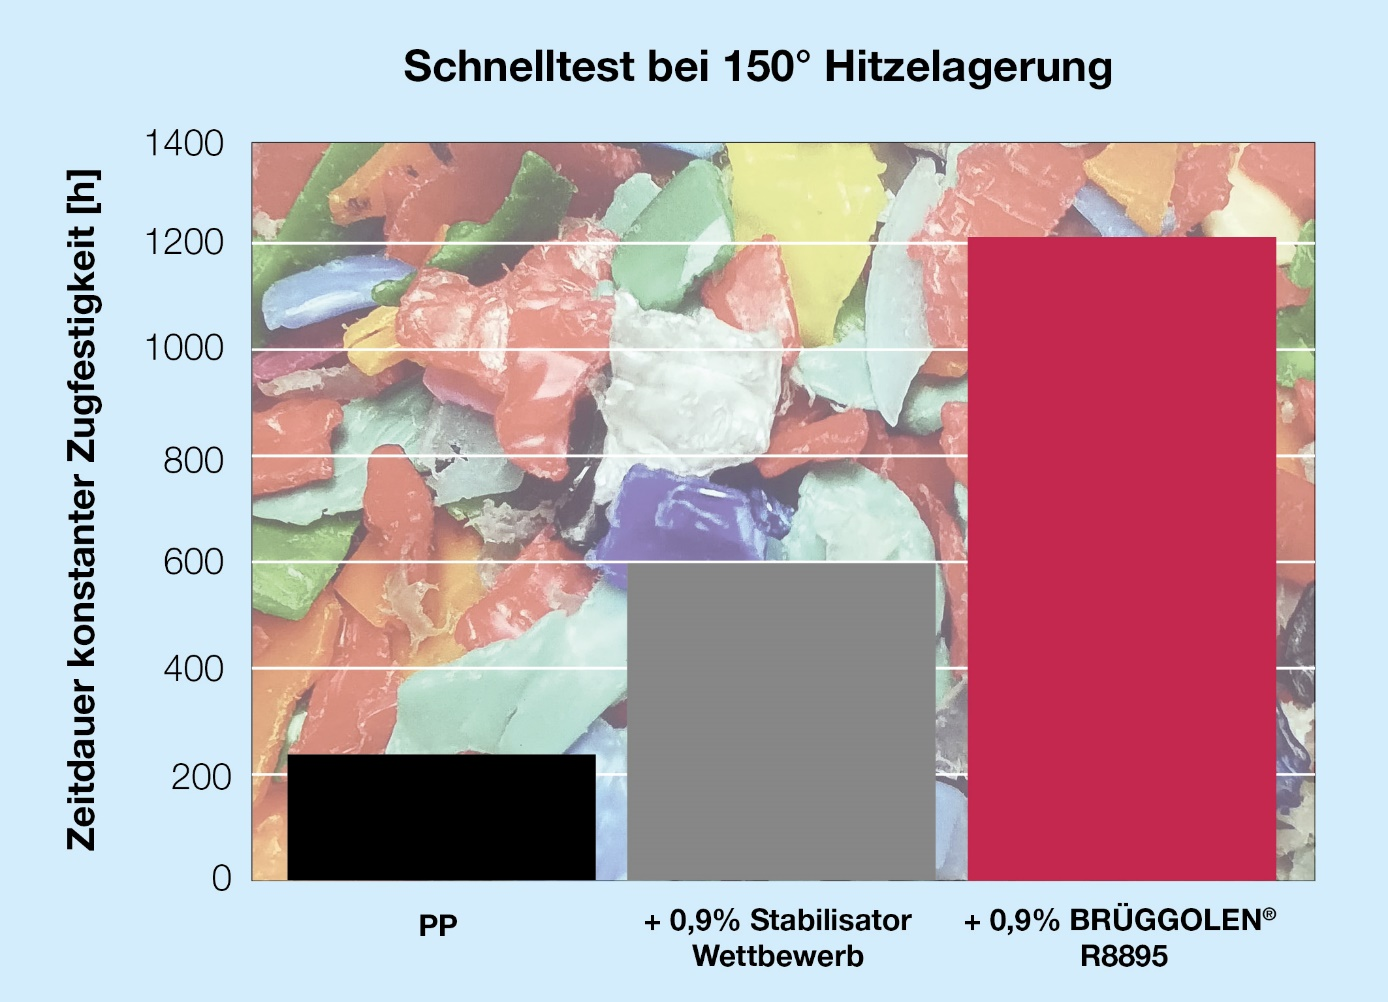 Schnelltest bei 150° Hitzelagerung
Zeitdauer konstanter Zugfestigkeit [h]
1400
1200
1000
800
600
400
200
0
PP
+ 0,9% Stabilisator
Wettbewerb
+ 0,9% BRÜGGOLEN®
R8895